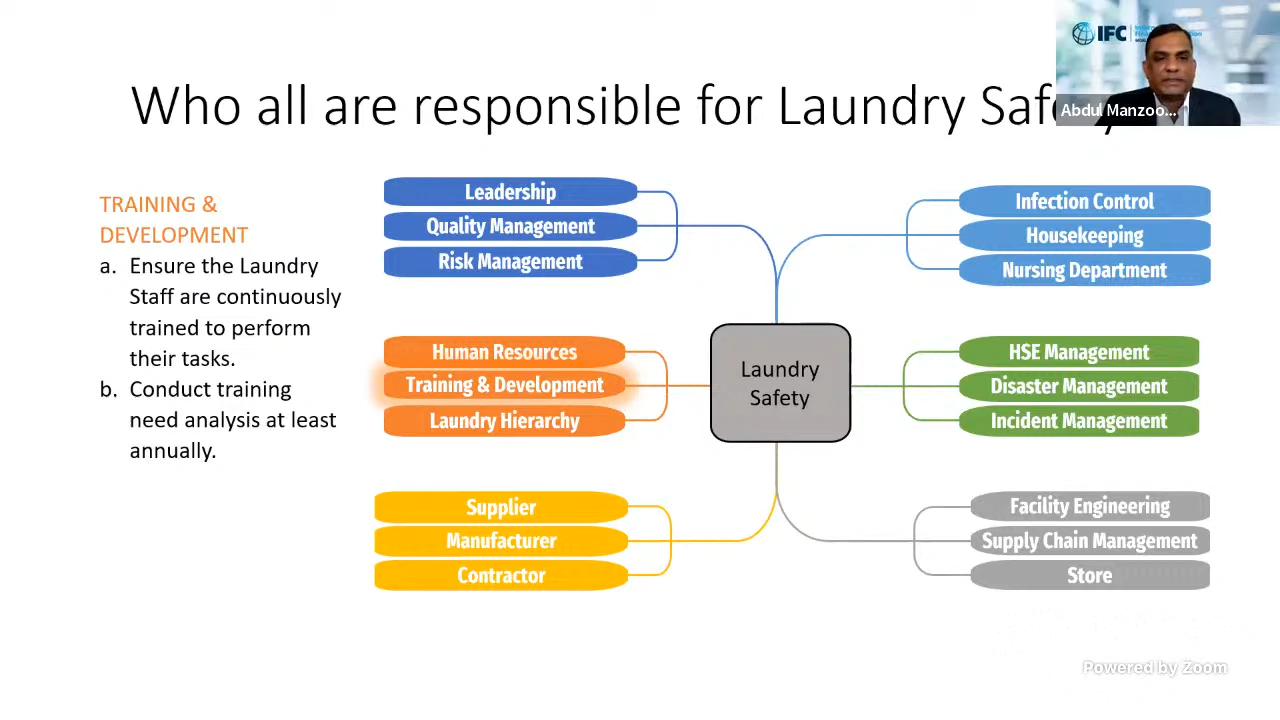 IFC
Abdul Manzoo...
Who all are responsible for Laundry Safety
TRAINING &
DEVELOPMENT
a. Ensure the Laundry
Staff are continuously
trained to perform
their tasks.
b. Conduct training
need analysis at least
annually.
Leadership
Quality Management
Risk Management
Human Resources
Training & Development
Laundry Hierarchy
Supplier
Manufacturer
Contractor
Laundry
Safety
Infection Control
Housekeeping
Nursing Department
HSE Management
Disaster Management
Incident Management
Facility Engineering
Supply Chain Management
Store
Powered by Zoom